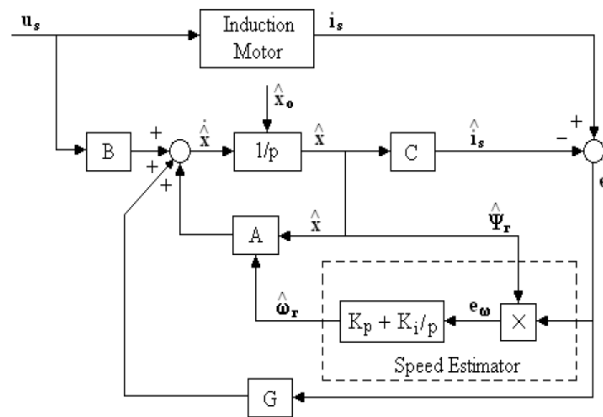 u_s
Induction
Motor
i_s
x̂_o
+
B
+
+
+
ẋ̂
1/p
x̂
C
î_s
−
e
A
x̂
Ψ̂_r
ω̂_r
K_p + K_i/p
e_ω
×
Speed Estimator
G